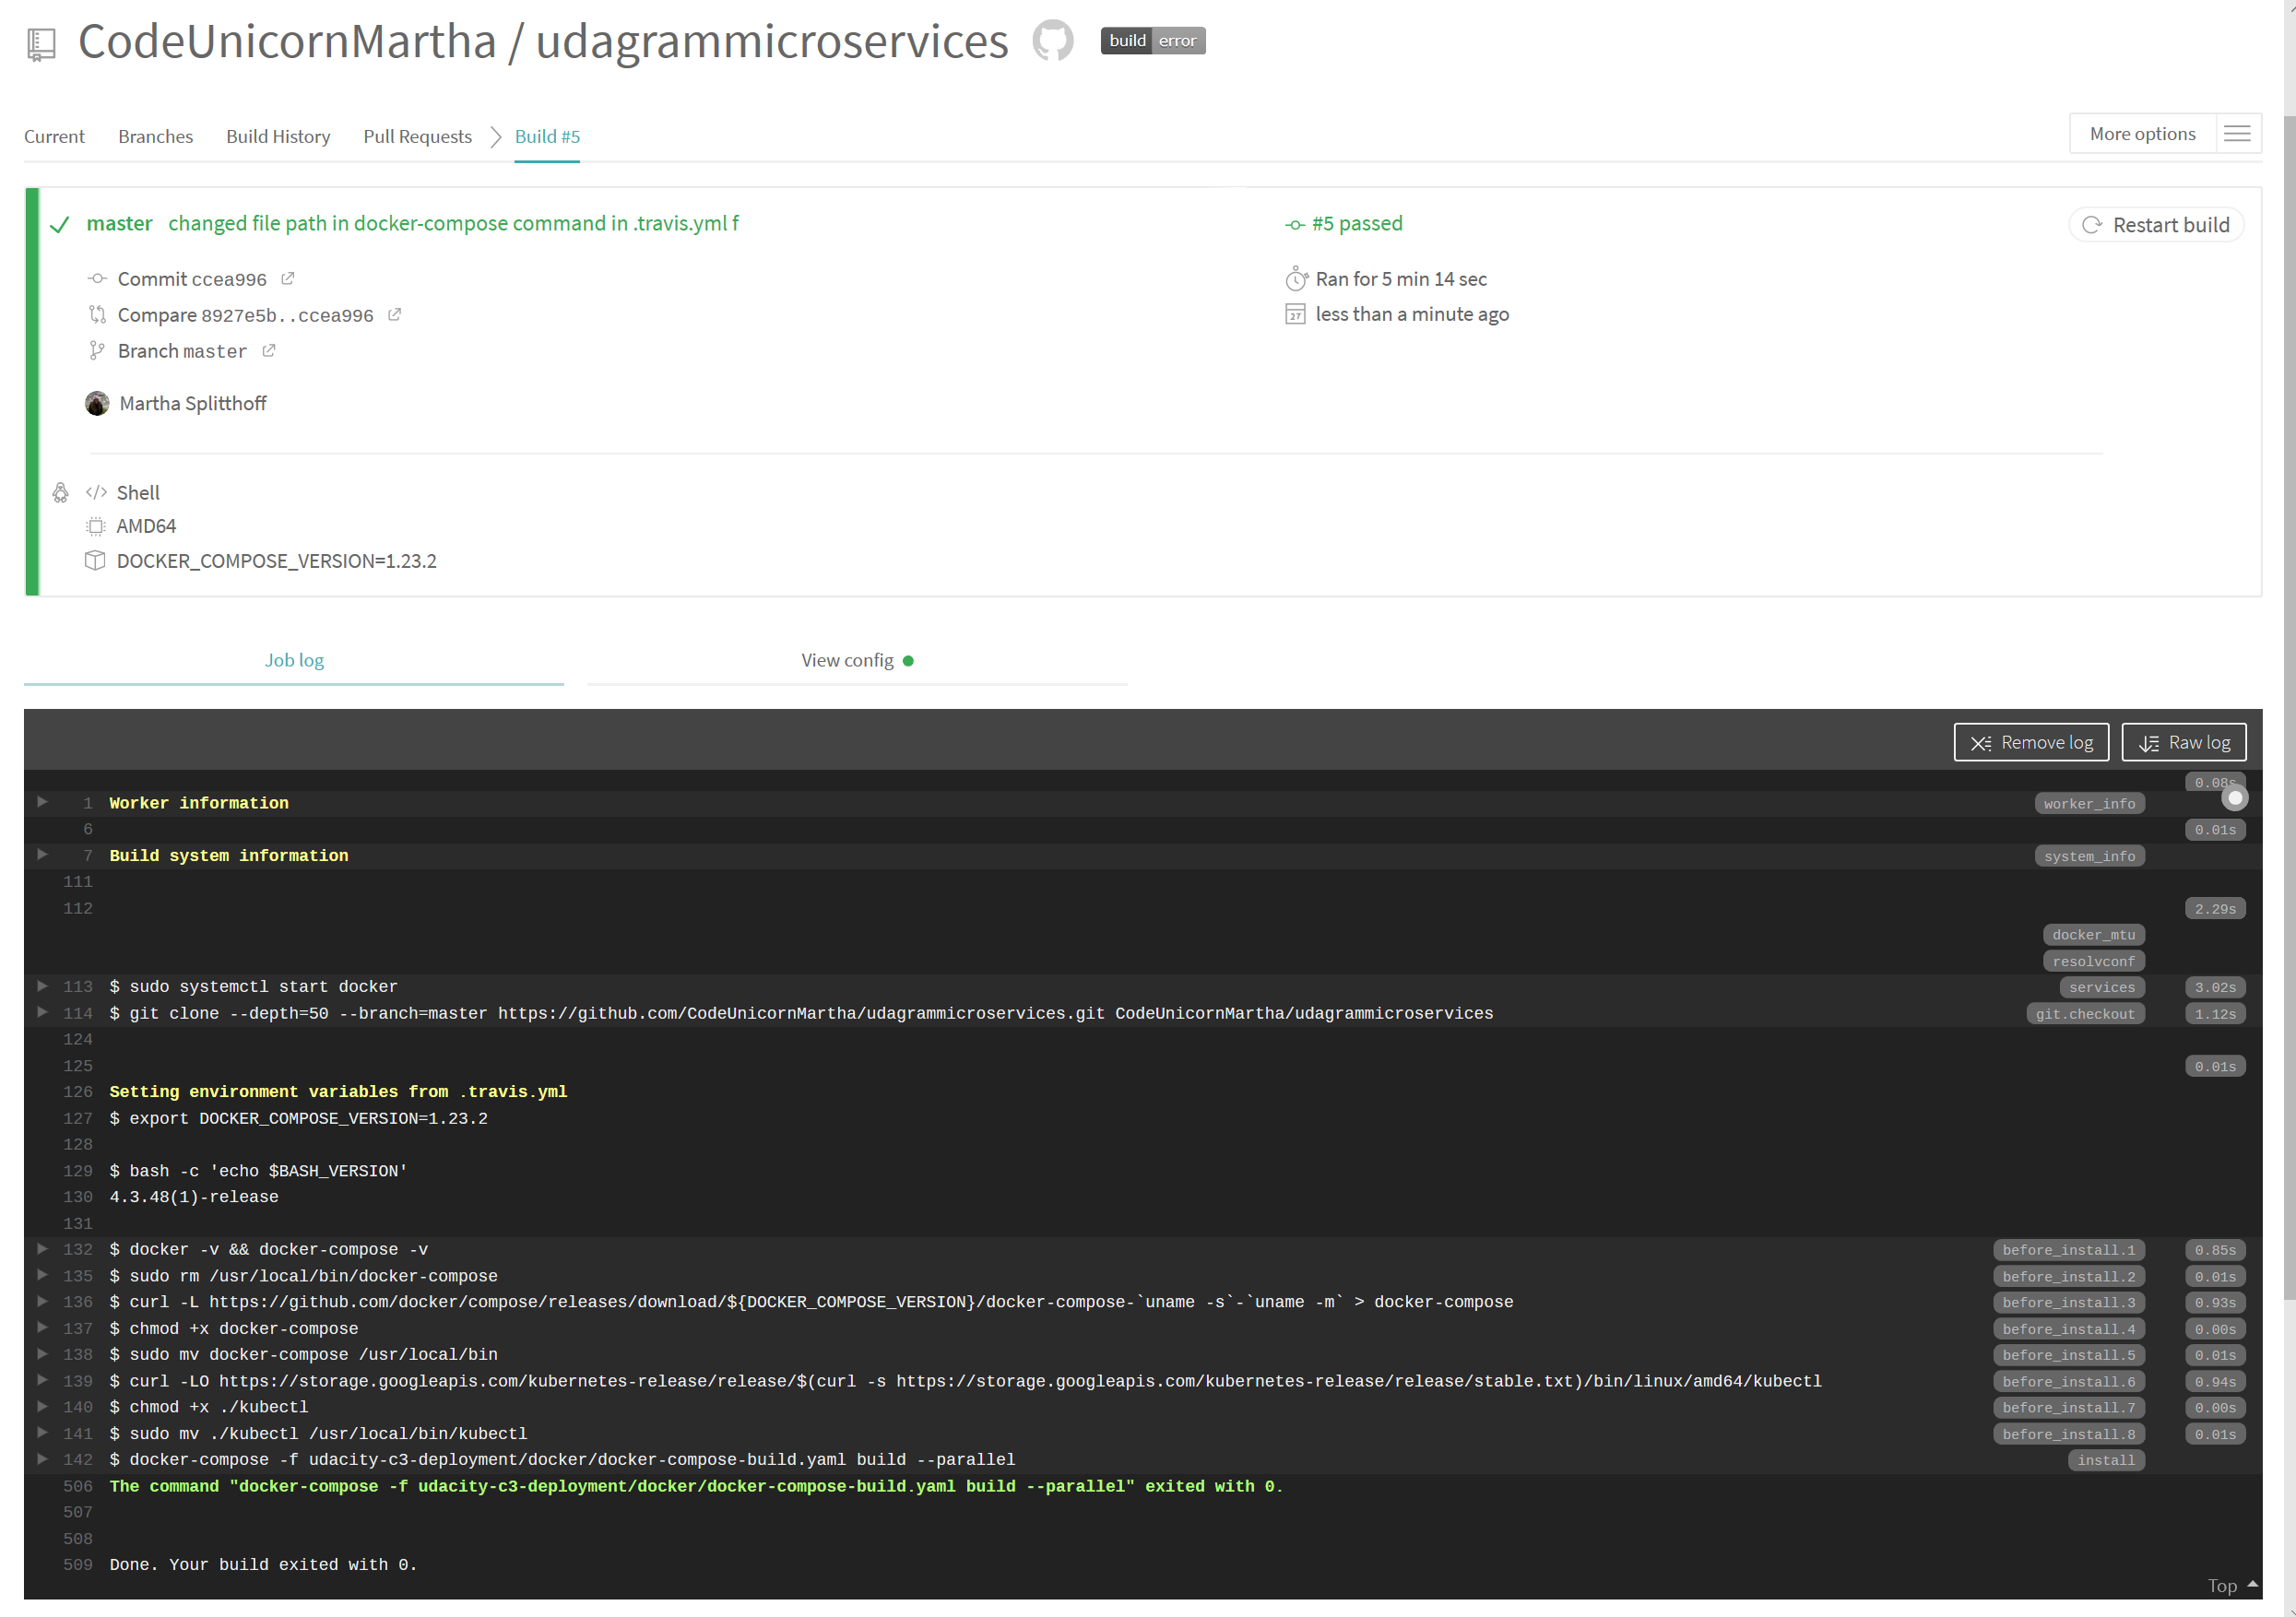 CodeUnicornMartha / udagrammicroservices build error
Current Branches Build History Pull Requests Build #5 More options
master changed file path in docker-compose command in .travis.yml f #5 passed Restart build
Commit ccea996 Ran for 5 min 14 sec
Compare 8927e5b..ccea996 27 less than a minute ago
Branch master
Martha Splitthoff
</> Shell
AMD64
DOCKER_COMPOSE_VERSION=1.23.2
Job log View config
Remove log Raw log
0.08s
1 Worker information worker_info
6 0.01s
7 Build system information system_info
111
112 2.29s
docker_mtu
resolvconf
113 $ sudo systemctl start docker services 3.02s
114 $ git clone --depth=50 --branch=master https://github.com/CodeUnicornMartha/udagrammicroservices.git CodeUnicornMartha/udagrammicroservices git.checkout 1.12s
124
125 0.01s
126 Setting environment variables from .travis.yml
127 $ export DOCKER_COMPOSE_VERSION=1.23.2
128
129 $ bash -c 'echo $BASH_VERSION'
130 4.3.48(1)-release
131
132 $ docker -v && docker-compose -v before_install.1 0.85s
135 $ sudo rm /usr/local/bin/docker-compose before_install.2 0.01s
136 $ curl -L https://github.com/docker/compose/releases/download/${DOCKER_COMPOSE_VERSION}/docker-compose-`uname -s`-`uname -m` > docker-compose before_install.3 0.93s
137 $ chmod +x docker-compose before_install.4 0.00s
138 $ sudo mv docker-compose /usr/local/bin before_install.5 0.01s
139 $ curl -LO https://storage.googleapis.com/kubernetes-release/release/$(curl -s https://storage.googleapis.com/kubernetes-release/release/stable.txt)/bin/linux/amd64/kubectl before_install.6 0.94s
140 $ chmod +x ./kubectl before_install.7 0.00s
141 $ sudo mv ./kubectl /usr/local/bin/kubectl before_install.8 0.01s
142 $ docker-compose -f udacity-c3-deployment/docker/docker-compose-build.yaml build --parallel install
506 The command "docker-compose -f udacity-c3-deployment/docker/docker-compose-build.yaml build --parallel" exited with 0.
507
508
509 Done. Your build exited with 0.
Top